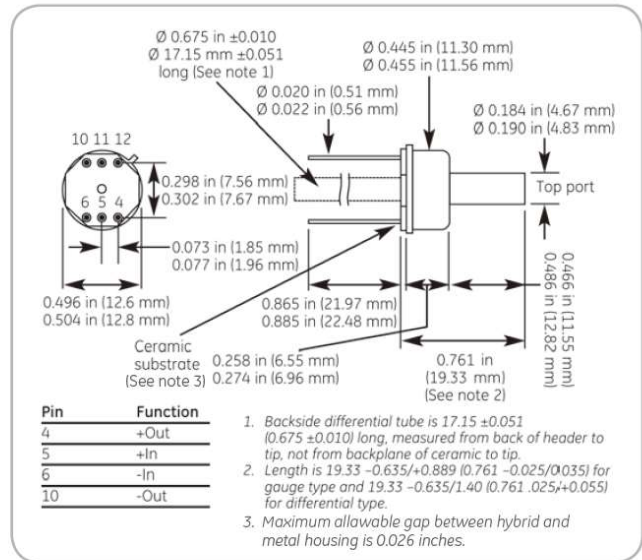 Ø 0.675 in ±0.010
Ø 17.15 mm ±0.051
long (See note 1)
Ø 0.445 in (11.30 mm)
Ø 0.455 in (11.56 mm)
Ø 0.020 in (0.51 mm)
Ø 0.022 in (0.56 mm)
Ø 0.184 in (4.67 mm)
Ø 0.190 in (4.83 mm)
10 11 12
6 5 4
0.298 in (7.56 mm)
0.302 in (7.67 mm)
Top port
0.073 in (1.85 mm)
0.077 in (1.96 mm)
0.496 in (12.6 mm)
0.504 in (12.8 mm)
0.865 in (21.97 mm)
0.885 in (22.48 mm)
0.466 in (11.55 mm)
0.486 in (12.82 mm)
Ceramic
substrate
(See note 3)
0.258 in (6.55 mm)
0.274 in (6.96 mm)
0.761 in
(19.33 mm)
(See note 2)
Pin Function
4 +Out
5 +In
6 -In
10 -Out
1. Backside differential tube is 17.15 ±0.051
(0.675 ±0.010) long, measured from back of header to
tip, not from backplane of ceramic to tip.
2. Length is 19.33 −0.635/+0.889 (0.761 −0.025/0.035) for
gauge type and 19.33 −0.635/1.40 (0.761 .025/+0.055)
for differential type.
3. Maximum allowable gap between hybrid and
metal housing is 0.026 inches.